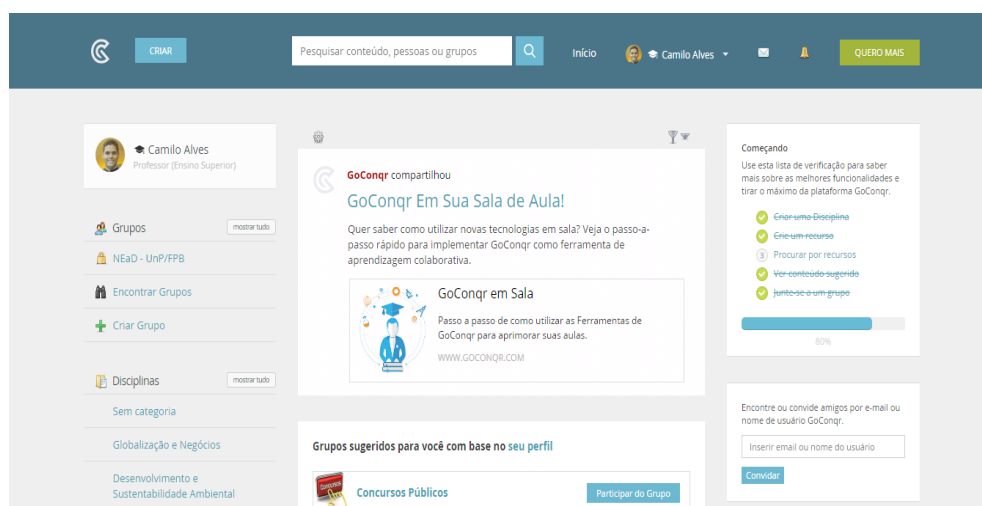 CRIAR
Pesquisar conteúdo, pessoas ou grupos
Início
Camilo Alves
QUERO MAIS
Camilo Alves
Professor (Ensino Superior)
Grupos
mostrar tudo
NEaD - UnP/FPB
Encontrar Grupos
Criar Grupo
Disciplinas
mostrar tudo
Sem categoria
Globalização e Negócios
Desenvolvimento e
Sustentabilidade Ambiental
GoConqr compartilhou
GoConqr Em Sua Sala de Aula!
Quer saber como utilizar novas tecnologias em sala? Veja o passo-a-
passo rápido para implementar GoConqr como ferramenta de
aprendizagem colaborativa.
GoConqr em Sala
Passo a passo de como utilizar as Ferramentas de
GoConqr para aprimorar suas aulas.
WWW.GOCONQR.COM
Grupos sugeridos para você com base no seu perfil
Concursos
Concursos Públicos
Participar do Grupo
Começando
Use esta lista de verificação para saber
mais sobre as melhores funcionalidades e
tirar o máximo da plataforma GoConqr.
Criar uma Disciplina
Crie um recurso
3 Procurar por recursos
Ver conteúdo sugerido
Junte-se a um grupo
80%
Encontre ou convide amigos por e-mail ou
nome de usuário GoConqr.
Inserir email ou nome do usuário
Convidar